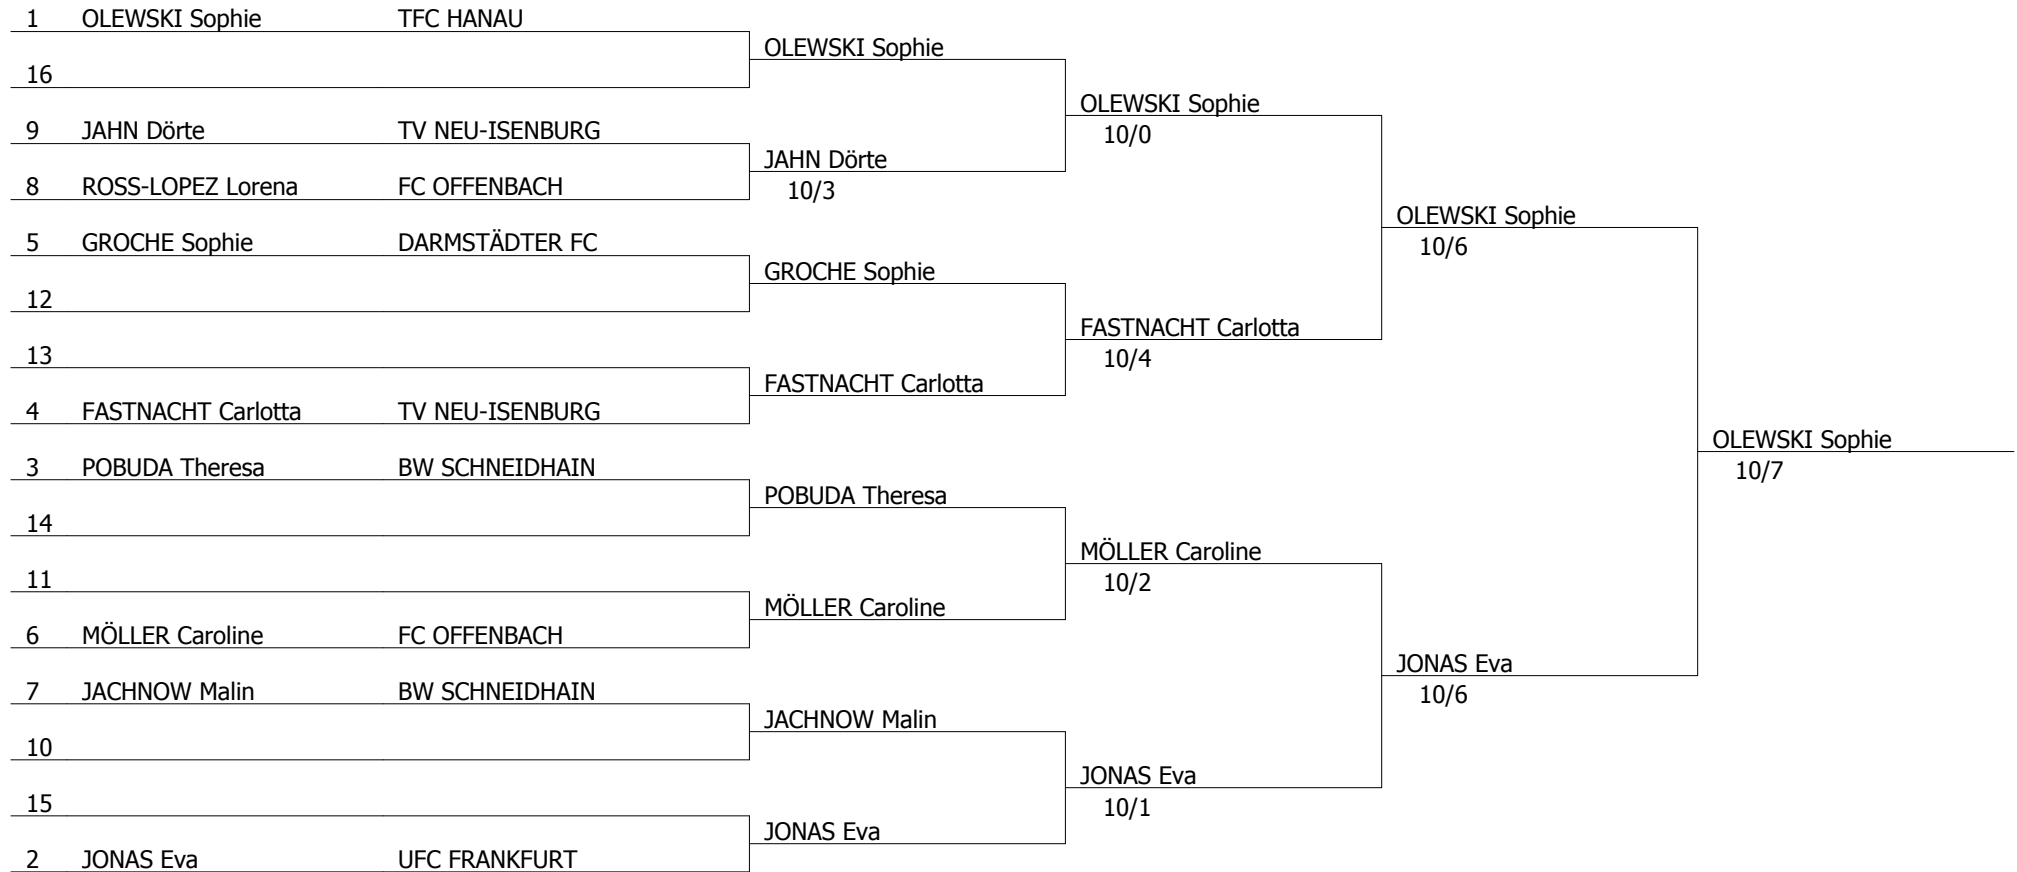 1 OLEWSKI Sophie TFC HANAU
OLEWSKI Sophie
16
OLEWSKI Sophie
10/0
9 JAHN Dörte TV NEU-ISENBURG
JAHN Dörte
10/3
8 ROSS-LOPEZ Lorena FC OFFENBACH
OLEWSKI Sophie
10/6
5 GROCHE Sophie DARMSTÄDTER FC
GROCHE Sophie
12
FASTNACHT Carlotta
10/4
13
FASTNACHT Carlotta
4 FASTNACHT Carlotta TV NEU-ISENBURG
OLEWSKI Sophie
10/7
3 POBUDA Theresa BW SCHNEIDHAIN
POBUDA Theresa
14
MÖLLER Caroline
10/2
11
MÖLLER Caroline
6 MÖLLER Caroline FC OFFENBACH
JONAS Eva
10/6
7 JACHNOW Malin BW SCHNEIDHAIN
JACHNOW Malin
10
JONAS Eva
10/1
15
JONAS Eva
2 JONAS Eva UFC FRANKFURT